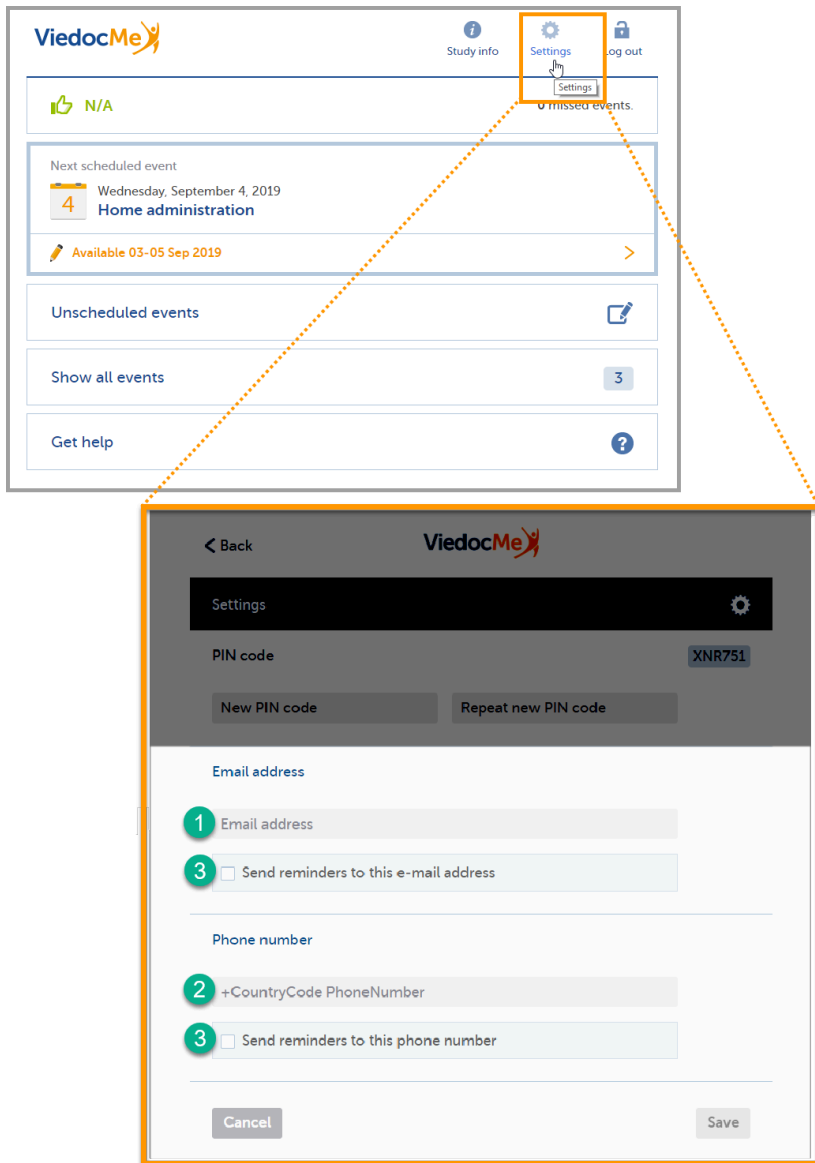 ViedocMe
Study info
Settings
Log out
Settings
N/A
0 missed events.
Next scheduled event
4
Wednesday, September 4, 2019
Home administration
Available 03-05 Sep 2019
Unscheduled events
Show all events
3
Get help
?
Back
ViedocMe
Settings
PIN code
XNR751
New PIN code
Repeat new PIN code
Email address
1
Email address
3
Send reminders to this e-mail address
Phone number
2
+CountryCode PhoneNumber
3
Send reminders to this phone number
Cancel
Save